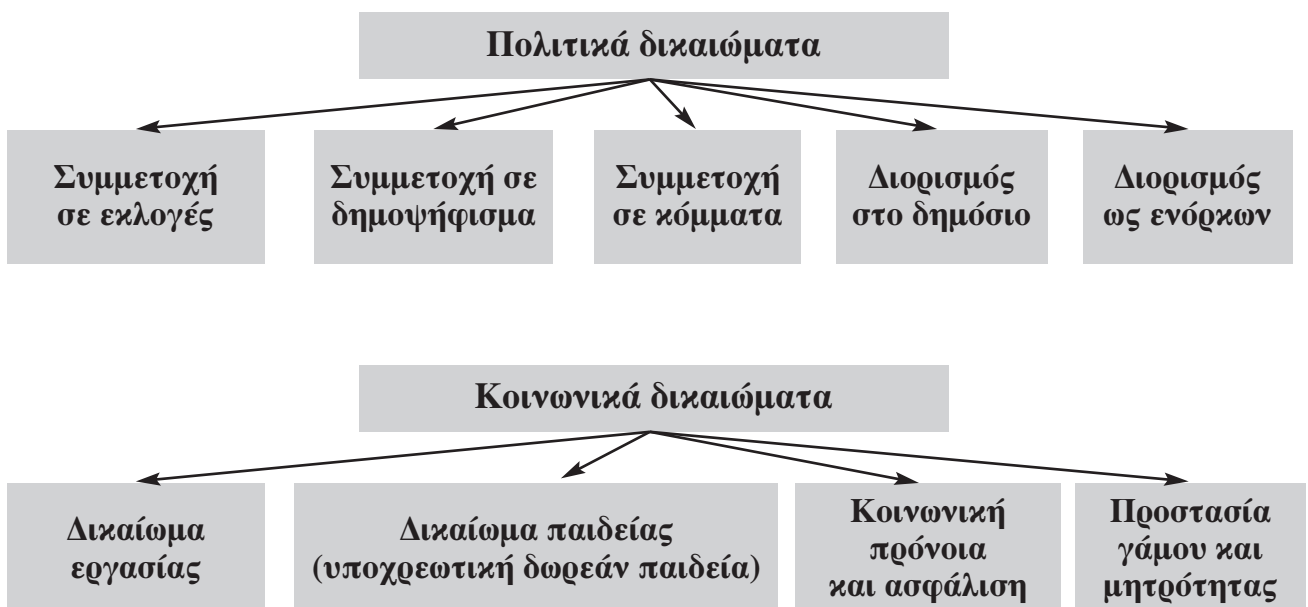 Πολιτικά δικαιώματα
Συμμετοχή
σε εκλογές
Συμμετοχή σε
δημοψήφισμα
Συμμετοχή
σε κόμματα
Διορισμός
στο δημόσιο
Διορισμός
ως ενόρκων
Κοινωνικά δικαιώματα
Δικαίωμα
εργασίας
Δικαίωμα παιδείας
(υποχρεωτική δωρεάν παιδεία)
Κοινωνική
πρόνοια
και ασφάλιση
Προστασία
γάμου και
μητρότητας